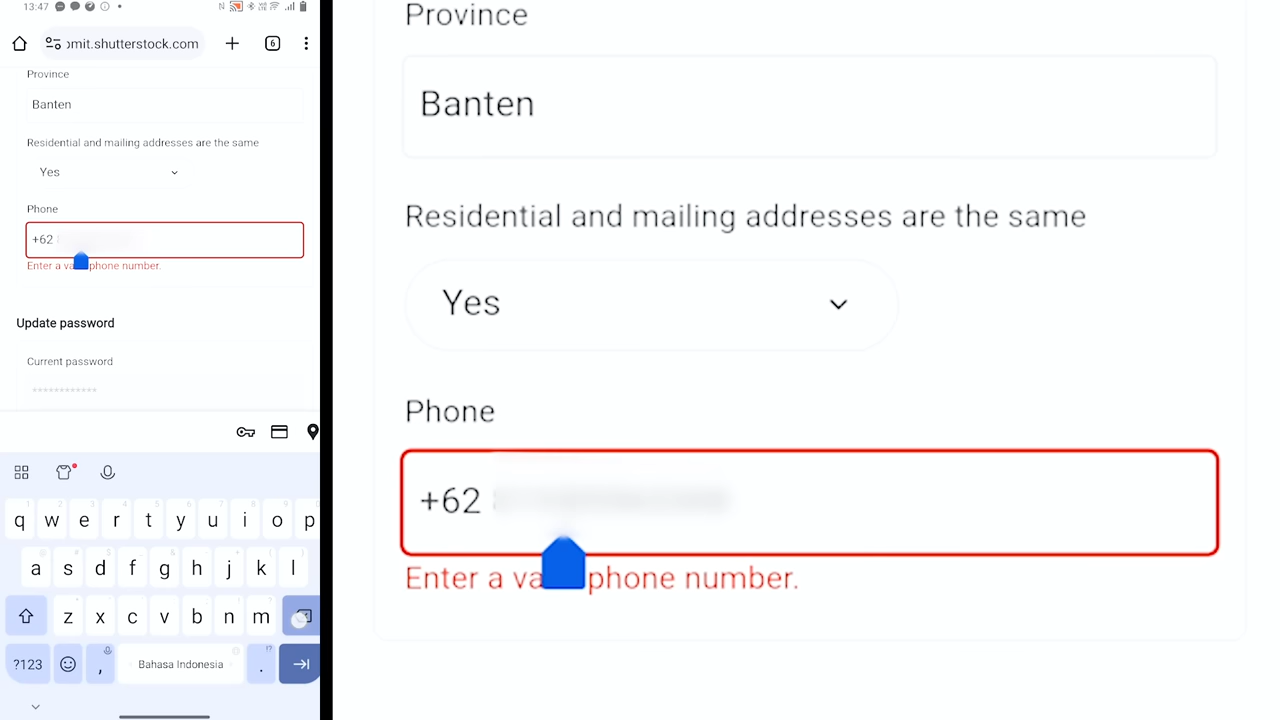 13:47
omit.shutterstock.com
6
Province
Banten
Residential and mailing addresses are the same
Yes
Phone
+62
Enter a va phone number.
Update password
Current password
************
q w e r t y u i o p
a s d f g h j k l
z x c v b n m
?123 , Bahasa Indonesia .
Province
Banten
Residential and mailing addresses are the same
Yes
Phone
+62
Enter a va phone number.